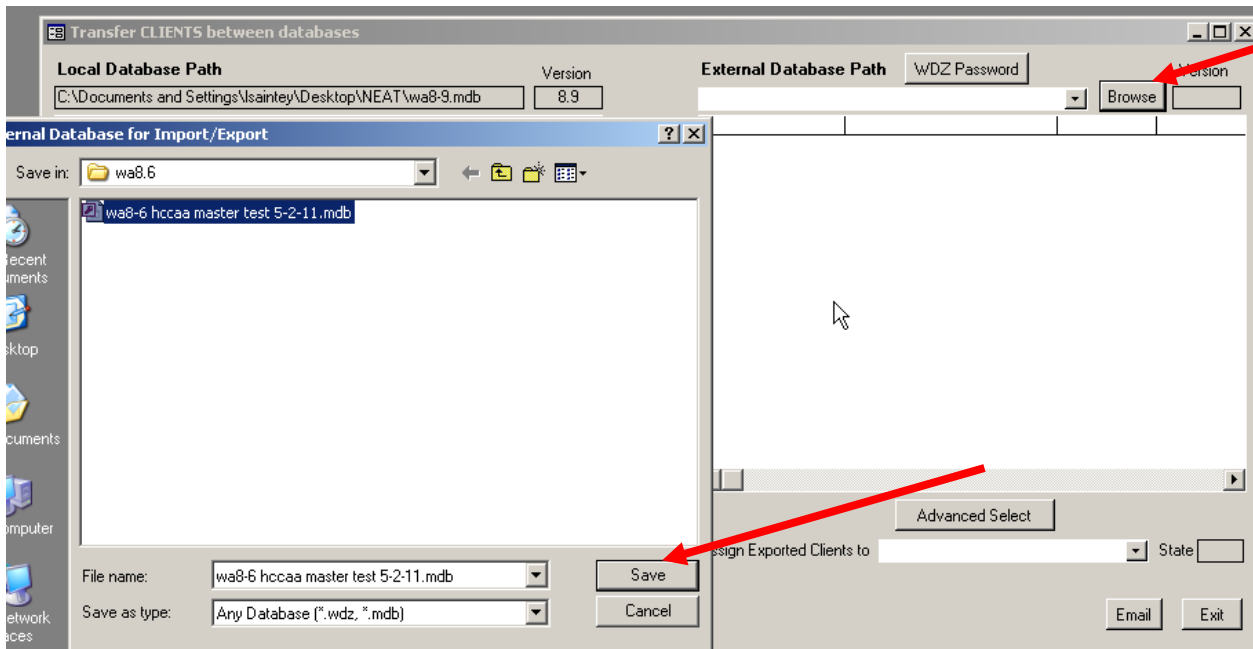 Transfer CLIENTS between databases
Local Database Path
Version
External Database Path
WDZ Password
Version
C:\Documents and Settings\lsaintey\Desktop\NEAT\wa8-9.mdb
8.9
Browse
ernal Database for Import/Export
Save in:
wa8.6
wa8-6 hccaa master test 5-2-11.mdb
Recent
uments
sktop
cuments
omputer
etwork
aces
Advanced Select
ssign Exported Clients to
State
File name:
wa8-6 hccaa master test 5-2-11.mdb
Save
Save as type:
Any Database (*.wdz, *.mdb)
Cancel
Email
Exit